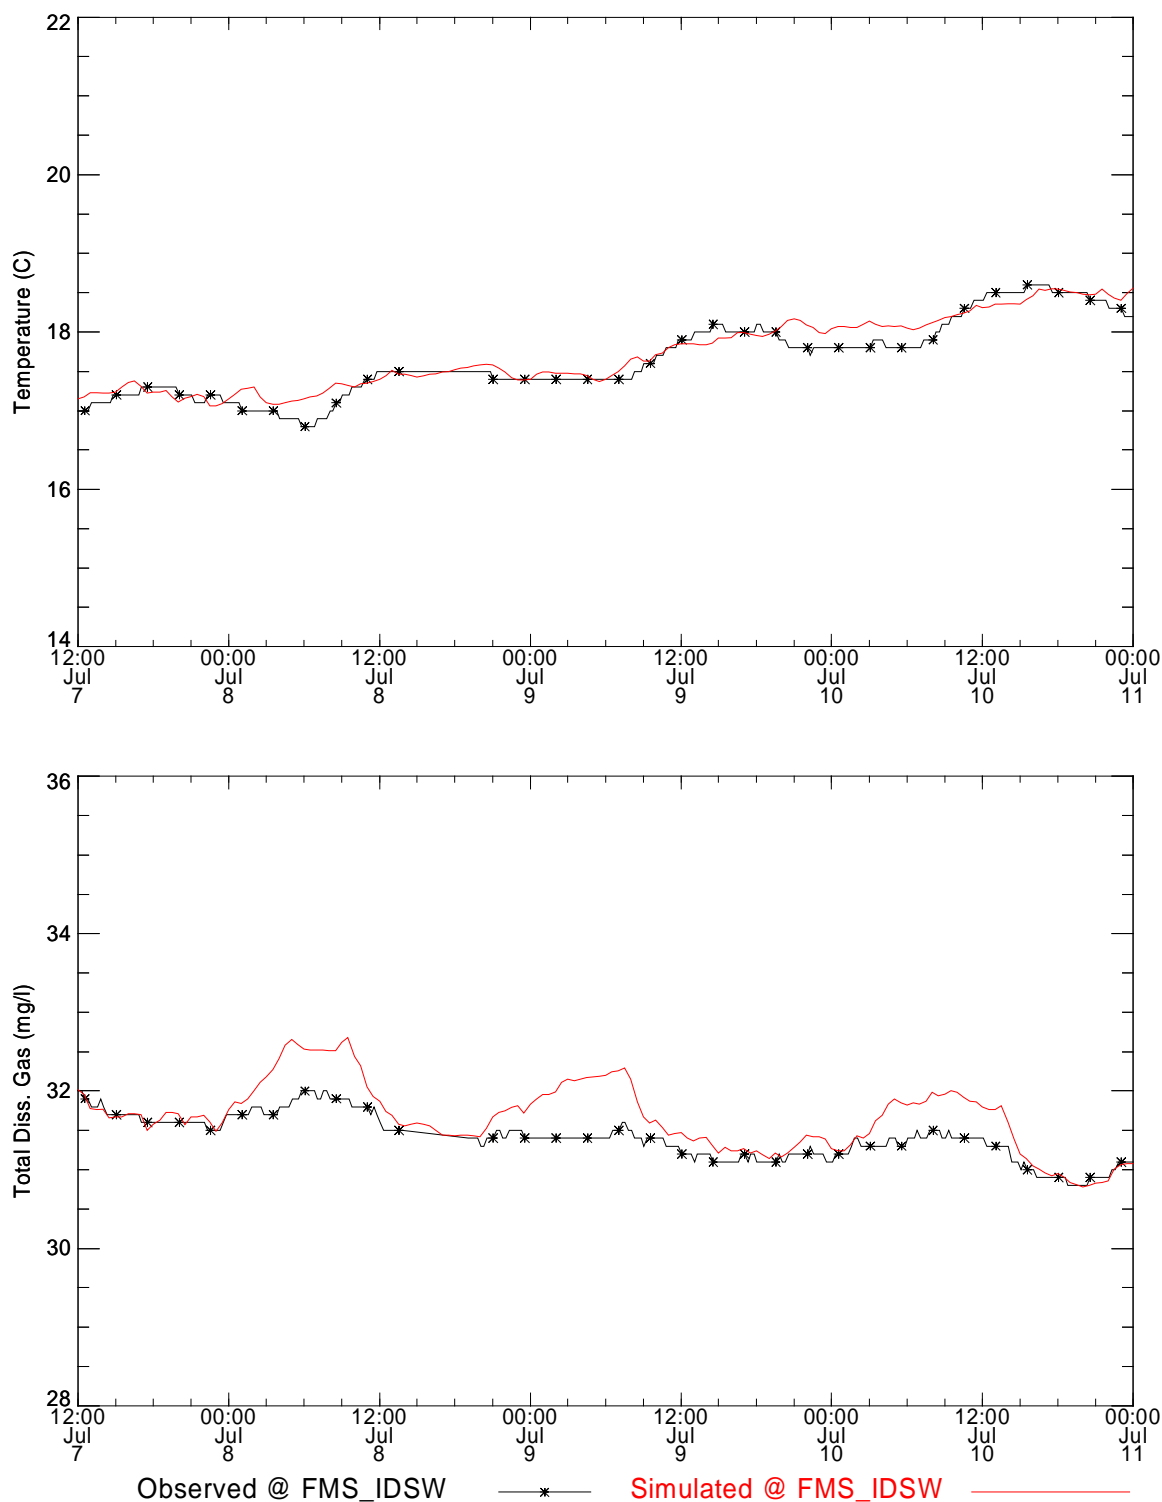 22
20
18
16
14
Temperature (C)
12:00 00:00 12:00 00:00 12:00 00:00 12:00 00:00
Jul Jul Jul Jul Jul Jul Jul Jul
7 8 8 9 9 10 10 11
36
34
32
30
28
Total Diss. Gas (mg/l)
12:00 00:00 12:00 00:00 12:00 00:00 12:00 00:00
Jul Jul Jul Jul Jul Jul Jul Jul
7 8 8 9 9 10 10 11
Observed @ FMS_IDSW Simulated @ FMS_IDSW